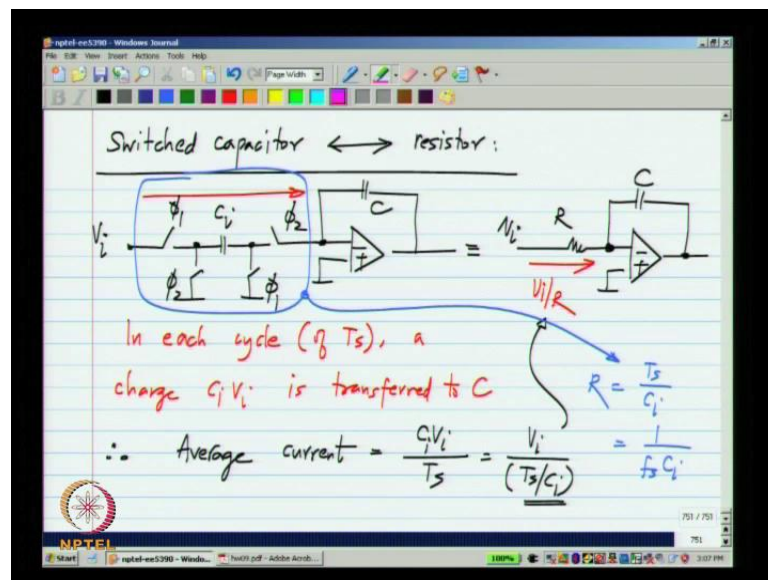 nptel-ee5390 - Windows Journal
File Edit View Insert Actions Tools Help
Page Width
B I
Switched capacitor ↔ resistor :
Vi ϕ1 Ci ϕ2 C = Vi R C
ϕ2 ϕ1 Vi/R
In each cycle (of Ts), a
charge CiVi is transferred to C
R = Ts/Ci
∴ Average current = CiVi/Ts = Vi/(Ts/Ci)
= 1/fsCi
751 / 751
751
NPTEL
Start nptel-ee5390 - Windo... hw09.pdf - Adobe Acrob... 100% 3:07 PM